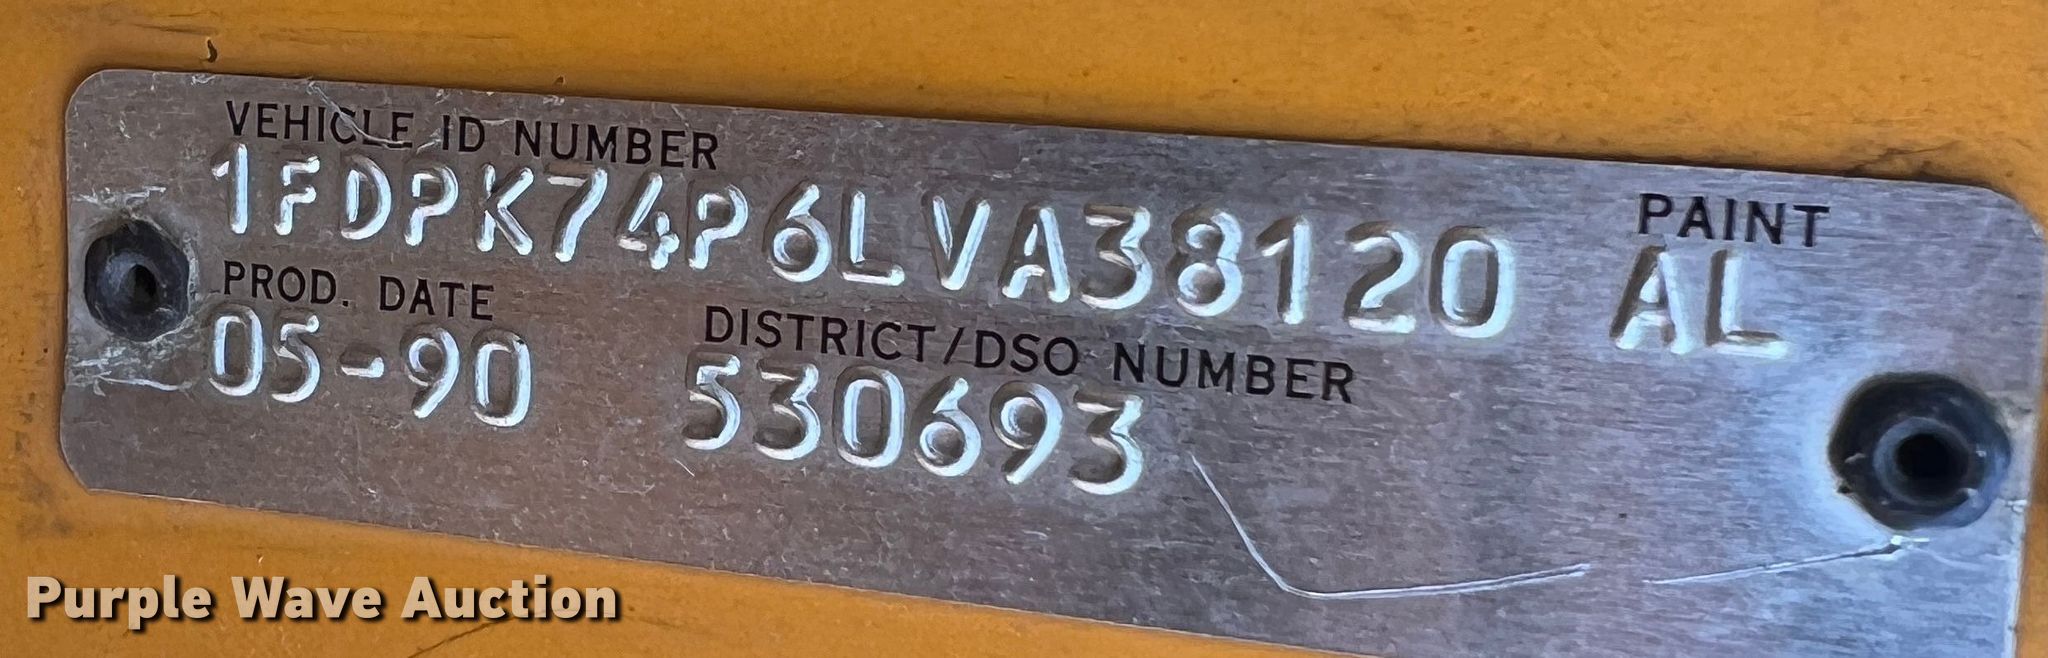 VEHICLE ID NUMBER
1FDPK74P6LVA38120
PAINT
AL
PROD. DATE
05-90
DISTRICT/DSO NUMBER
530693
Purple Wave Auction